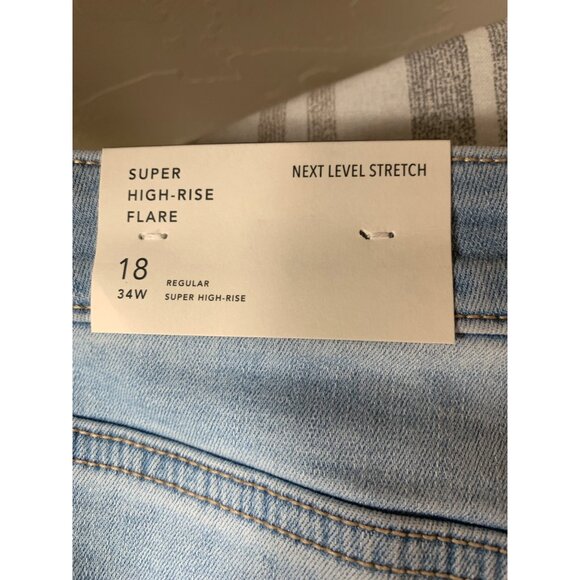 SUPER
HIGH-RISE
FLARE
NEXT LEVEL STRETCH
18
34W
REGULAR
SUPER HIGH-RISE